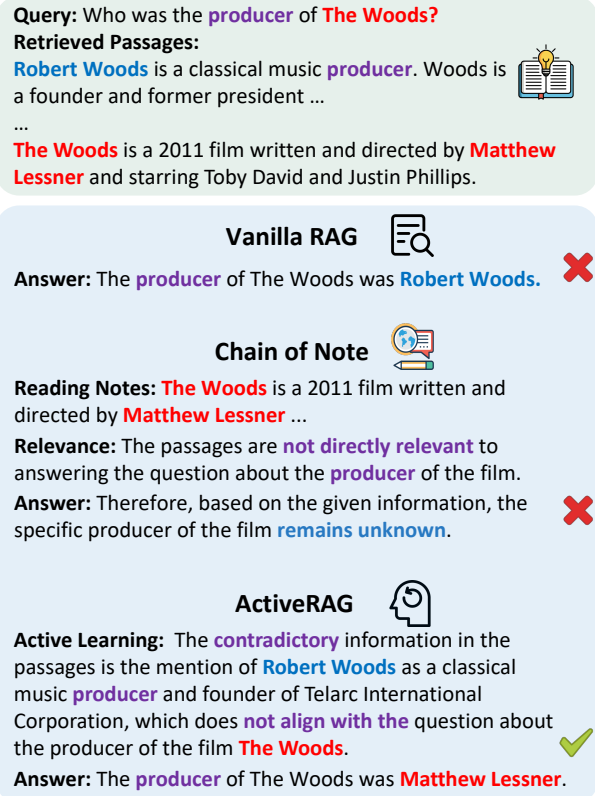 Query: Who was the producer of The Woods?
Retrieved Passages:
Robert Woods is a classical music producer. Woods is
a founder and former president ...
...
The Woods is a 2011 film written and directed by Matthew
Lessner and starring Toby David and Justin Phillips.
Vanilla RAG
Answer: The producer of The Woods was Robert Woods.
Chain of Note
Reading Notes: The Woods is a 2011 film written and
directed by Matthew Lessner ...
Relevance: The passages are not directly relevant to
answering the question about the producer of the film.
Answer: Therefore, based on the given information, the
specific producer of the film remains unknown.
ActiveRAG
Active Learning: The contradictory information in the
passages is the mention of Robert Woods as a classical
music producer and founder of Telarc International
Corporation, which does not align with the question about
the producer of the film The Woods.
Answer: The producer of The Woods was Matthew Lessner.